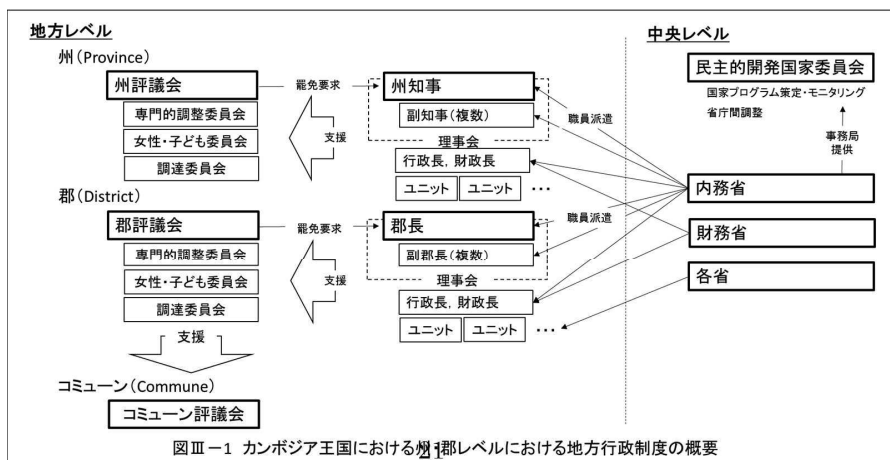 地方レベル
中央レベル
州(Province)
州評議会
専門的調整委員会
女性・子ども委員会
調達委員会
罷免要求
支援
州知事
副知事(複数)
理事会
行政長, 財政長
ユニット ユニット ・・・
職員派遣
民主的開発国家委員会
国家プログラム策定・モニタリング
省庁間調整
事務局
提供
内務省
財務省
各省
郡(District)
郡評議会
専門的調整委員会
女性・子ども委員会
調達委員会
罷免要求
支援
郡長
副郡長(複数)
理事会
行政長, 財政長
ユニット ユニット ・・・
職員派遣
支援
コミューン(Commune)
コミューン評議会
図Ⅲ-1 カンボジア王国における州・郡レベルにおける地方行政制度の概要
21